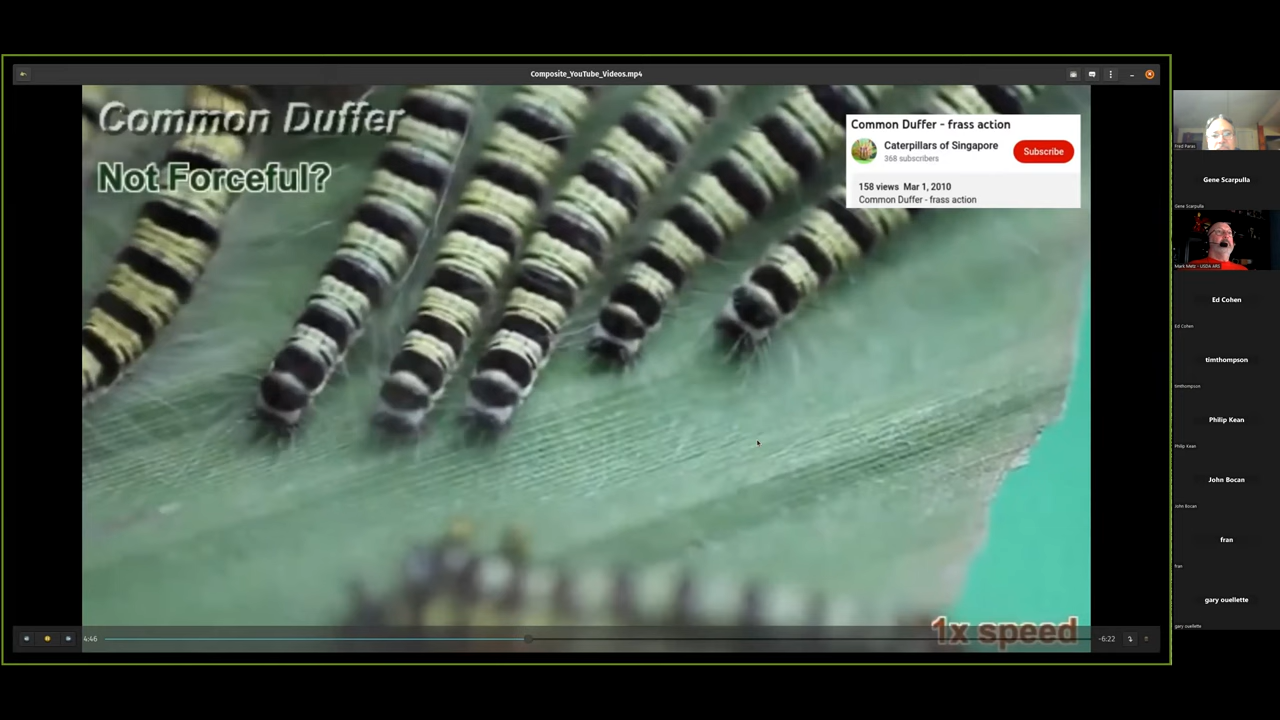 Composite_YouTube_Videos.mp4
Common Duffer
Not Forceful?
Common Duffer - frass action
Caterpillars of Singapore
368 subscribers
Subscribe
158 views Mar 1, 2010
Common Duffer - frass action
1x speed
4:46
-6:22
Fred Paras
Gene Scarpulla
Gene Scarpulla
Mark Metz - USDA ARS
Ed Cohen
Ed Cohen
timthompson
timthompson
Philip Kean
Philip Kean
John Bocan
John Bocan
fran
fran
gary ouellette
gary ouellette